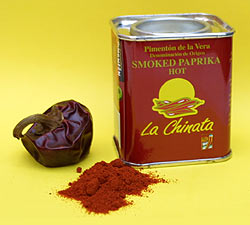 Pimentón de la Vera
Denominación de Origen
SMOKED PAPRIKA
HOT
La Chinata